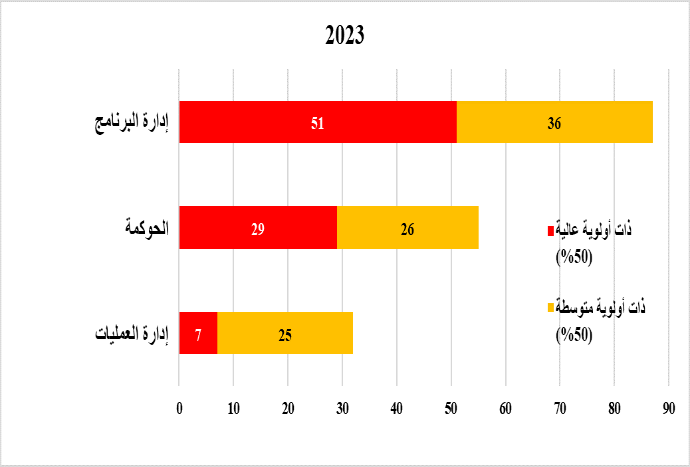 2023
إدارة البرنامج
51
36
الحوكمة
29
26
إدارة العمليات
7
25
ذات أولوية عالية
(%50)
ذات أولوية متوسطة
(%50)
0 10 20 30 40 50 60 70 80 90